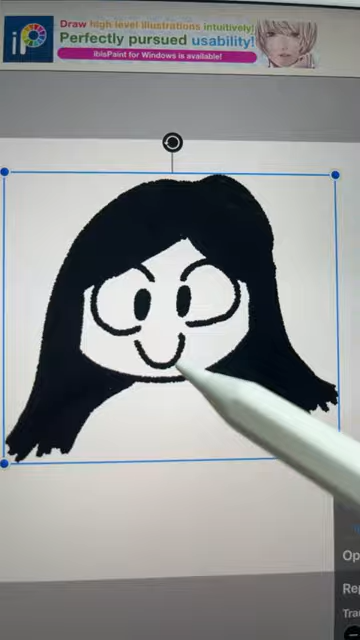 iP
Draw high level illustrations intuitively!
Perfectly pursued usability!
ibisPaint for Windows is available!
Op
Re
Tra